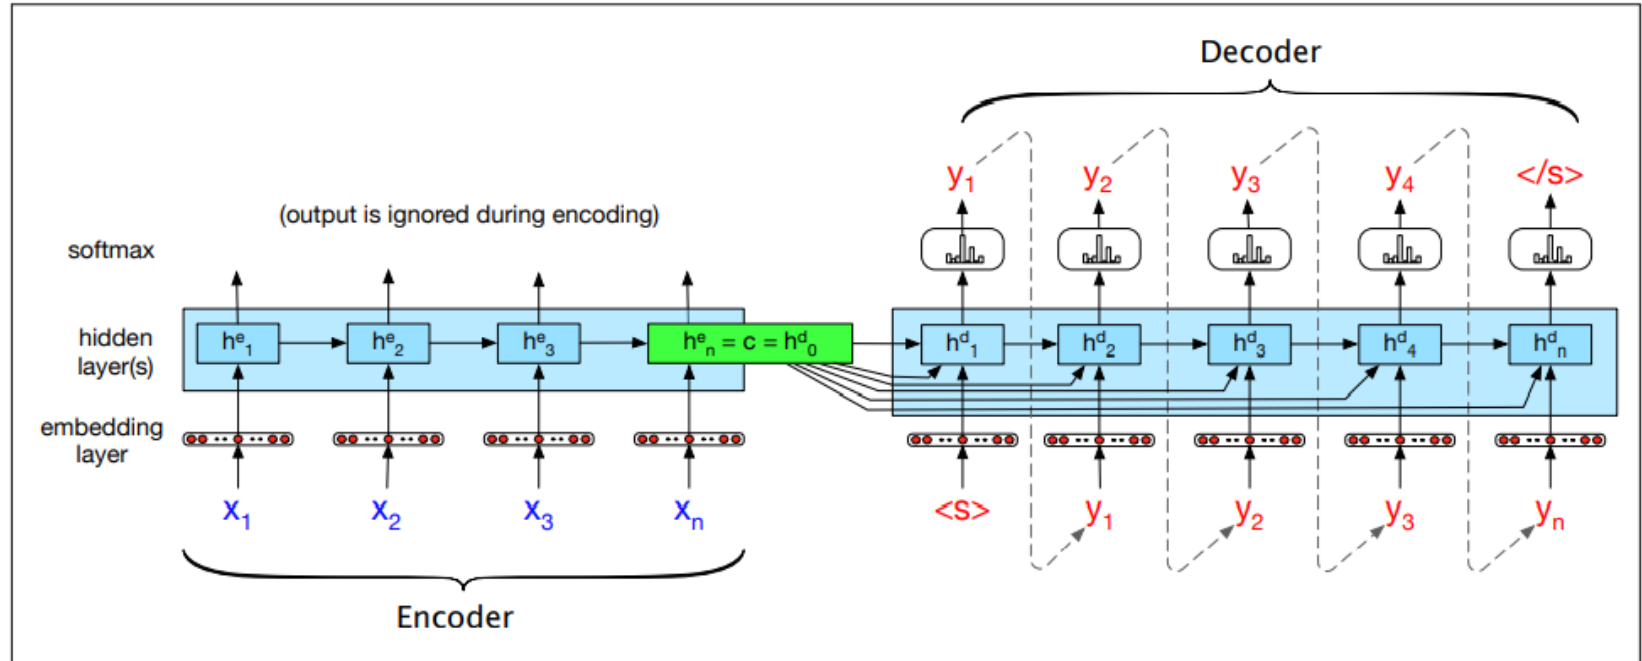 Decoder
y₁ y₂ y₃ y₄ </s>
(output is ignored during encoding)
softmax
hidden
layer(s)
hᵉ₁ hᵉ₂ hᵉ₃ hᵉₙ = c = hᵈ₀ hᵈ₁ hᵈ₂ hᵈ₃ hᵈ₄ hᵈₙ
embedding
layer
x₁ x₂ x₃ xₙ <s> y₁ y₂ y₃ yₙ
Encoder